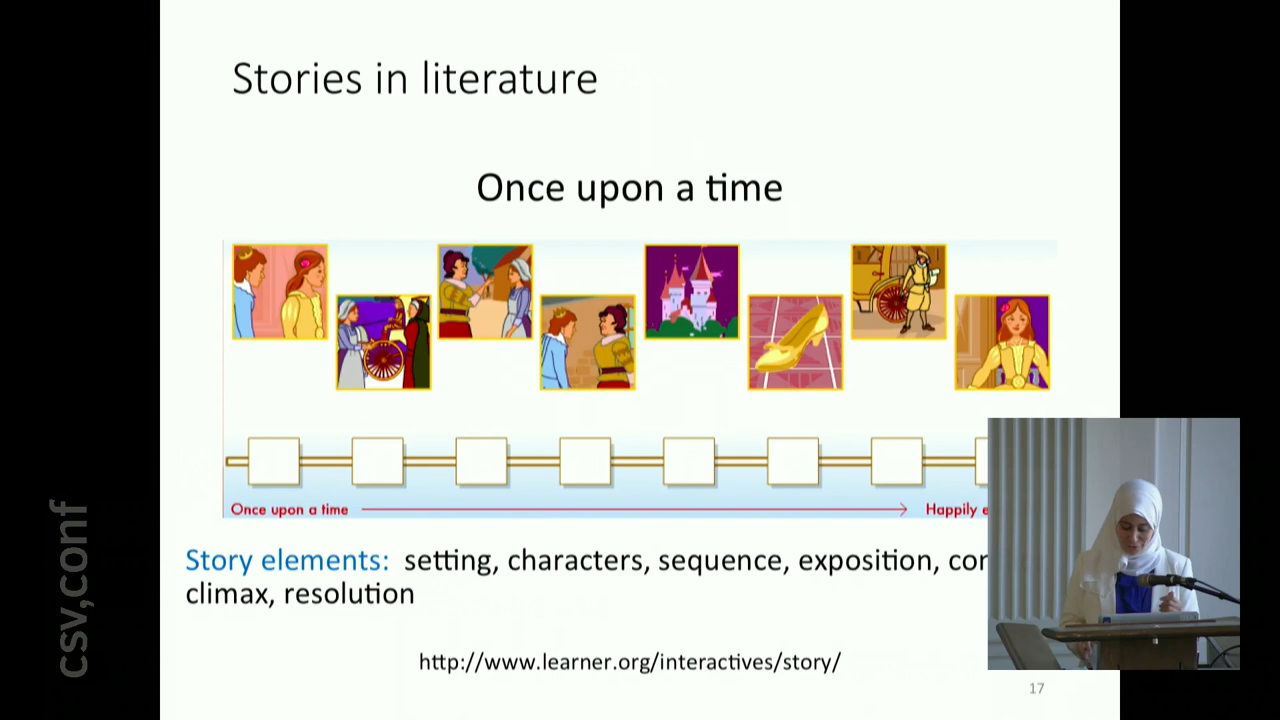 Stories in literature
Once upon a time
Once upon a time
Happily
Story elements: setting, characters, sequence, exposition,
climax, resolution
http://www.learner.org/interactives/story/
17
csv,conf